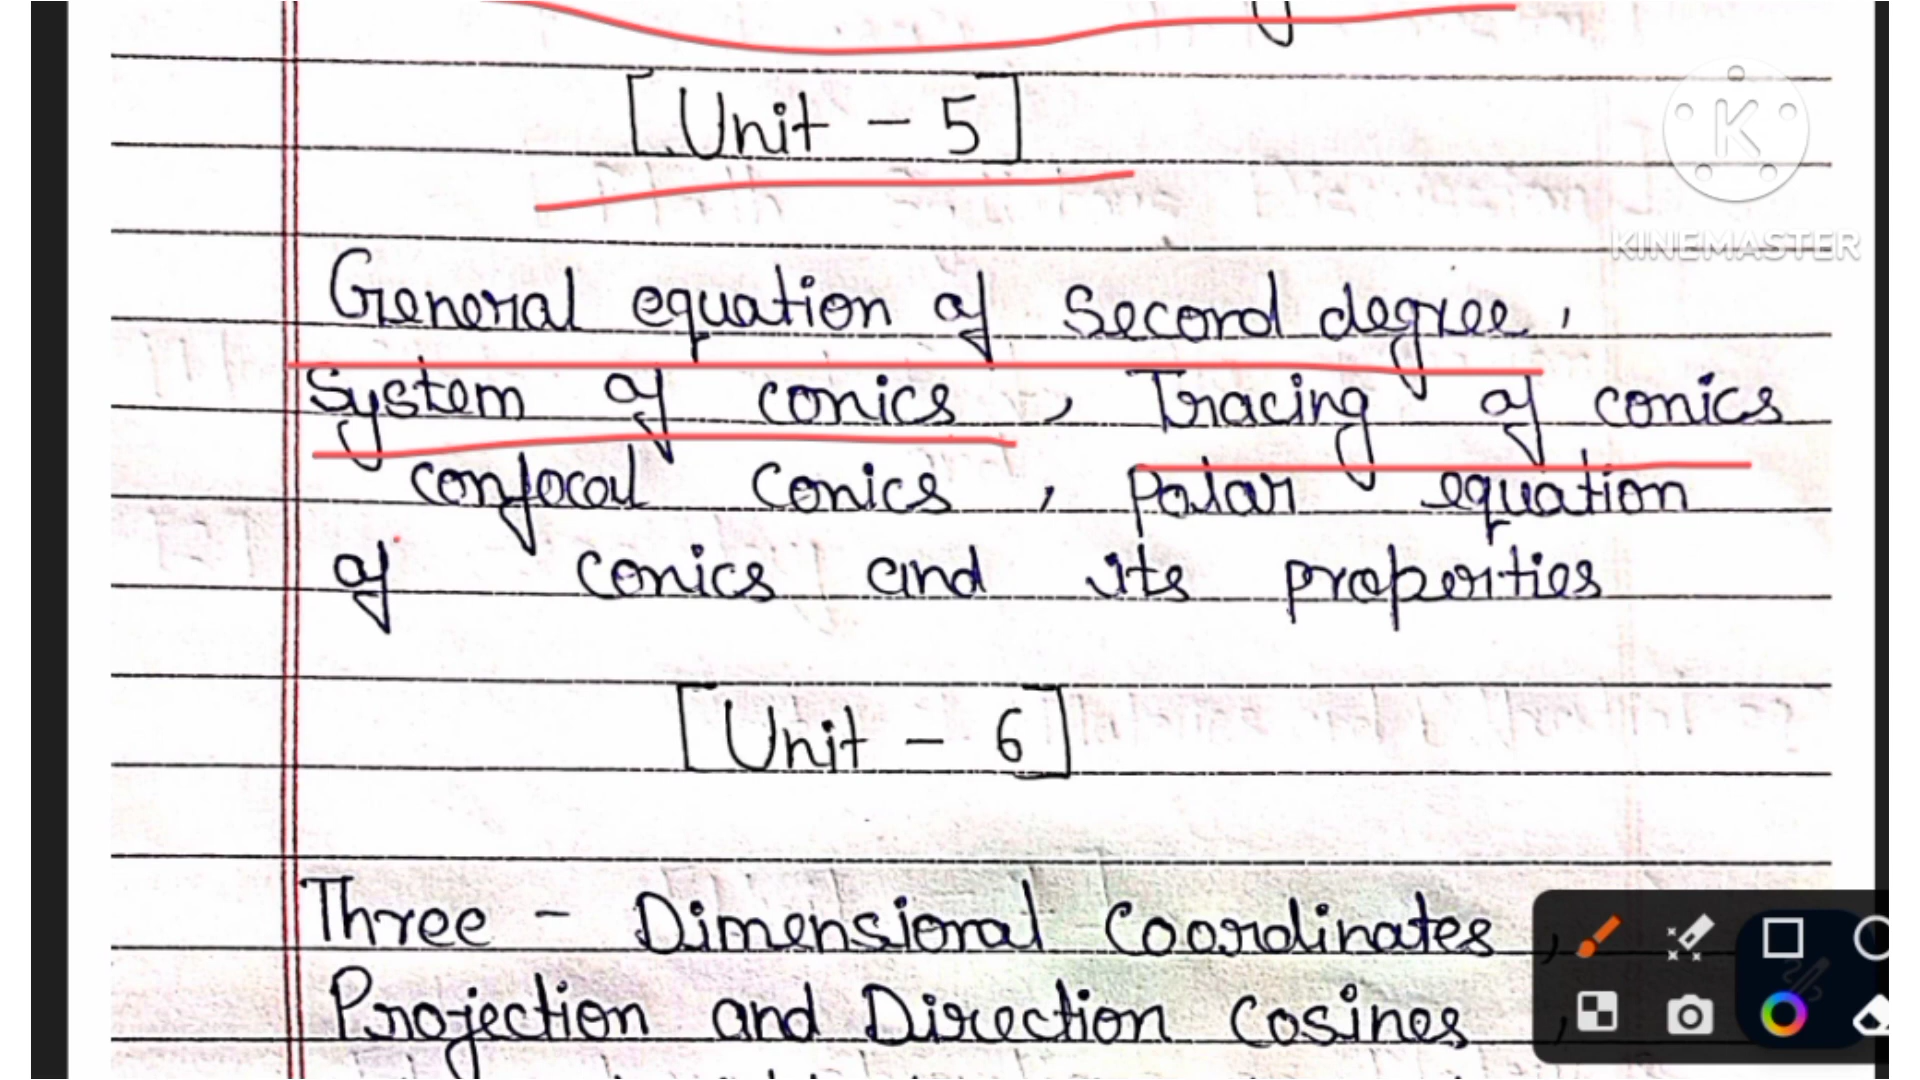 [Unit - 5]
KINEMASTER
General equation of Second degree,
System of conics, Tracing of conics
confocal conics, Polar equation
of conics and its properties
[Unit - 6]
Three - Dimensional Coordinates,
Projection and Direction Cosines,